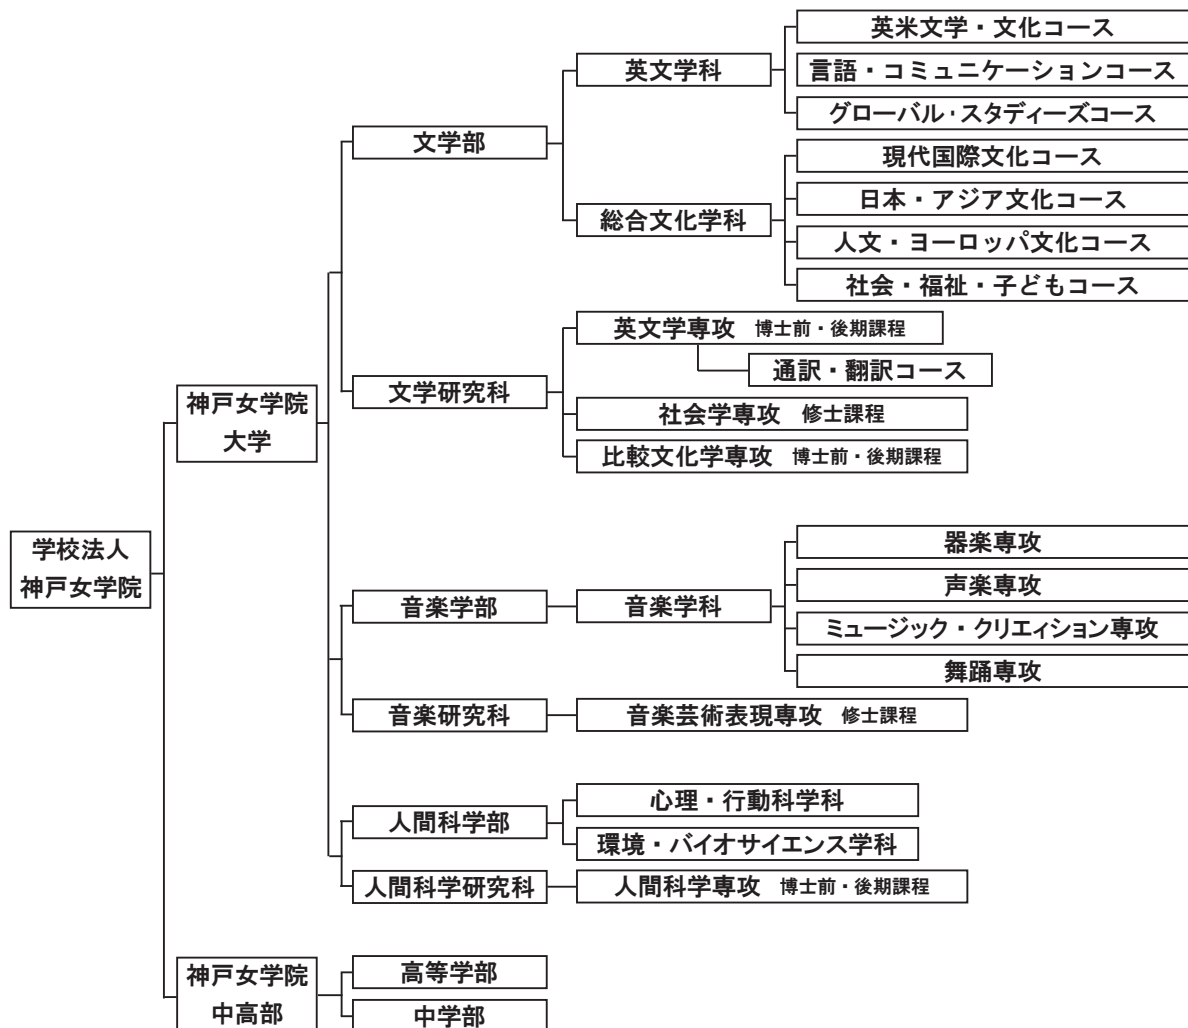 学校法人
神戸女学院
神戸女学院
大学
文学部
英文学科
英米文学・文化コース
言語・コミュニケーションコース
グローバル・スタディーズコース
総合文化学科
現代国際文化コース
日本・アジア文化コース
人文・ヨーロッパ文化コース
社会・福祉・子どもコース
文学研究科
英文学専攻 博士前・後期課程
通訳・翻訳コース
社会学専攻 修士課程
比較文化学専攻 博士前・後期課程
音楽学部
音楽学科
器楽専攻
声楽専攻
ミュージック・クリエイション専攻
舞踊専攻
音楽研究科
音楽芸術表現専攻 修士課程
人間科学部
心理・行動科学科
環境・バイオサイエンス学科
人間科学研究科
人間科学専攻 博士前・後期課程
神戸女学院
中高部
高等学部
中学部